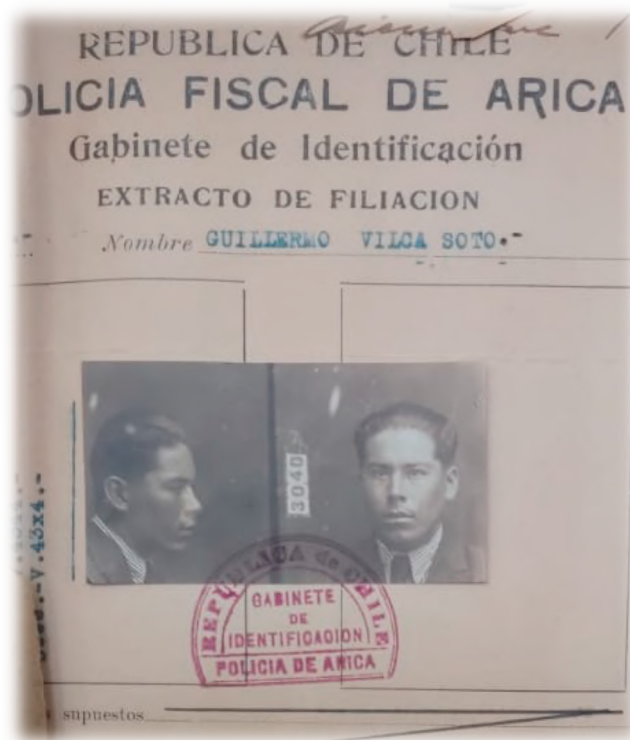 REPUBLICA DE CHILE
OLICIA FISCAL DE ARICA
Gabinete de Identificación
EXTRACTO DE FILIACION
Nombre GUILLERMO VILCA SOTO.-
3040
V.43x4.-
REPUBLICA de CHILE
GABINETE
DE
IDENTIFICACION
POLICIA DE ARICA
supuestos